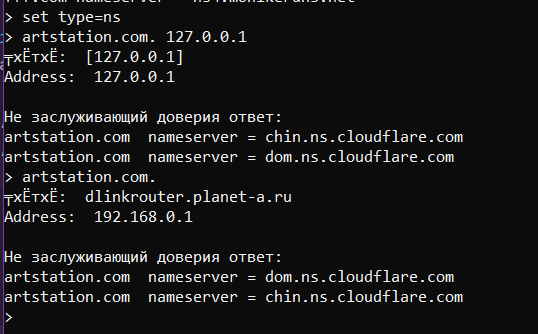 > set type=ns
> artstation.com. 127.0.0.1
╤хЁтхЁ:  [127.0.0.1]
Address:  127.0.0.1
Не заслуживающий доверия ответ:
artstation.com  nameserver = chin.ns.cloudflare.com
artstation.com  nameserver = dom.ns.cloudflare.com
> artstation.com.
╤хЁтхЁ:  dlinkrouter.planet-a.ru
Address:  192.168.0.1
Не заслуживающий доверия ответ:
artstation.com  nameserver = dom.ns.cloudflare.com
artstation.com  nameserver = chin.ns.cloudflare.com
>